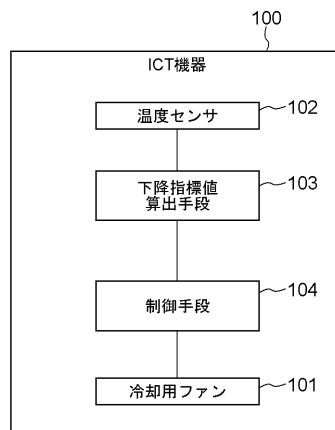 100
ICT機器
温度センサ
102
下降指標値
算出手段
103
制御手段
104
冷却用ファン
101